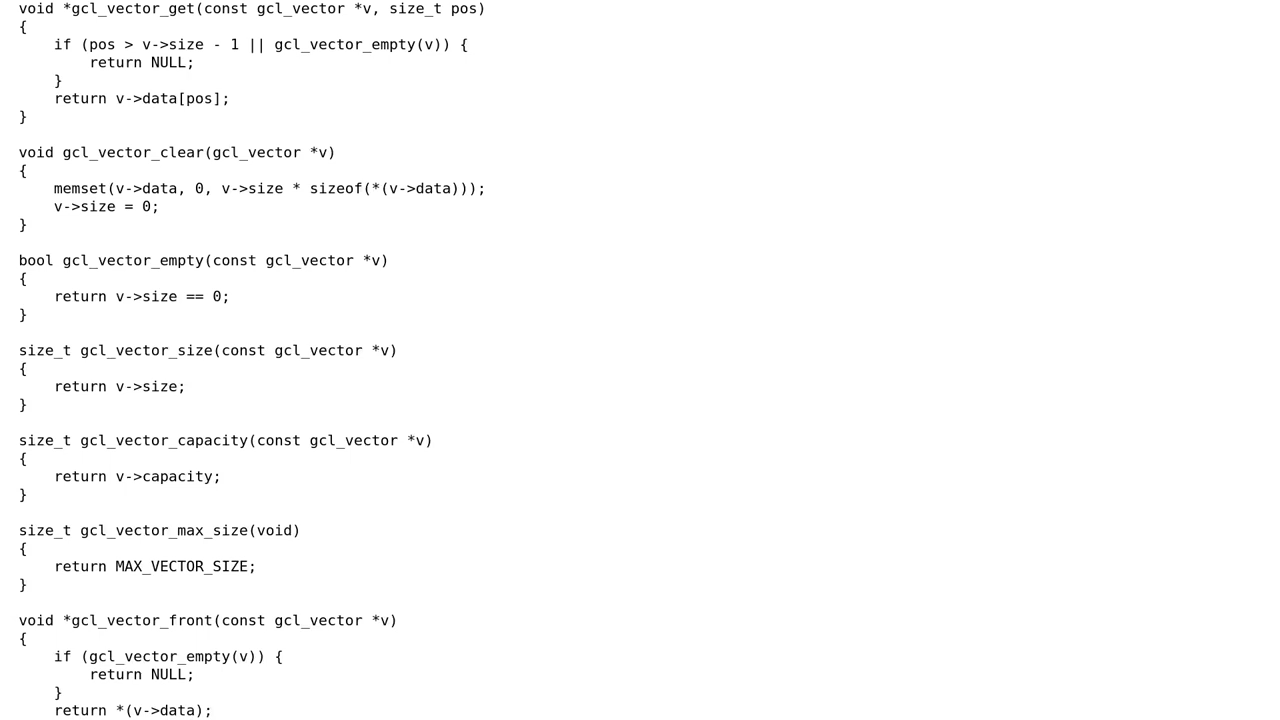 void *gcl_vector_get(const gcl_vector *v, size_t pos)
{
    if (pos > v->size - 1 || gcl_vector_empty(v)) {
        return NULL;
    }
    return v->data[pos];
}

void gcl_vector_clear(gcl_vector *v)
{
    memset(v->data, 0, v->size * sizeof(*(v->data)));
    v->size = 0;
}

bool gcl_vector_empty(const gcl_vector *v)
{
    return v->size == 0;
}

size_t gcl_vector_size(const gcl_vector *v)
{
    return v->size;
}

size_t gcl_vector_capacity(const gcl_vector *v)
{
    return v->capacity;
}

size_t gcl_vector_max_size(void)
{
    return MAX_VECTOR_SIZE;
}

void *gcl_vector_front(const gcl_vector *v)
{
    if (gcl_vector_empty(v)) {
        return NULL;
    }
    return *(v->data);